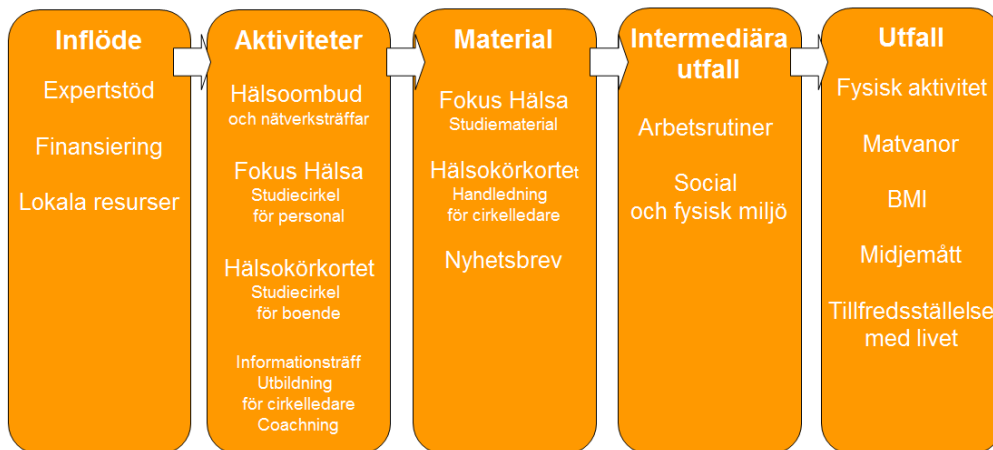 Inflöde
Expertstöd
Finansiering
Lokala resurser
Aktiviteter
Hälsoombud
och nätverksträffar
Fokus Hälsa
Studiecirkel
för personal
Hälsokörkortet
Studiecirkel
för boende
Informationsträff
Utbildning
för cirkelledare
Coachning
Material
Fokus Hälsa
Studiematerial
Hälsokörkortet
Handledning
för cirkelledare
Nyhetsbrev
Intermediära
utfall
Arbetsrutiner
Social
och fysisk miljö
Utfall
Fysisk aktivitet
Matvanor
BMI
Midjemått
Tillfredsställelse
med livet